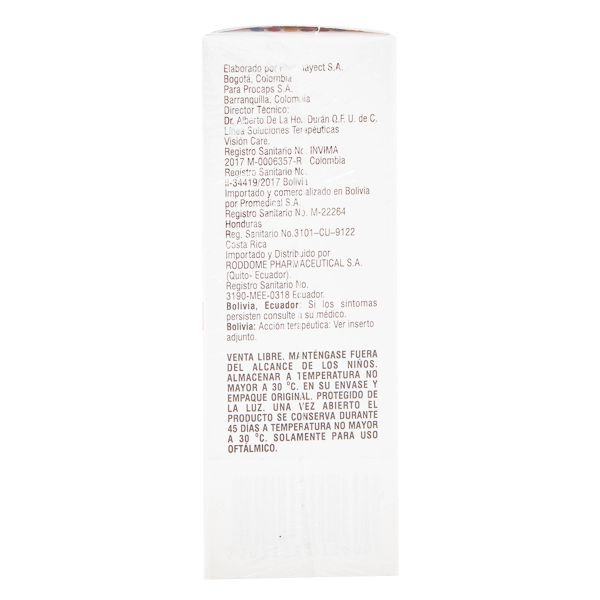 Elaborado por Pharmayect S.A.
Bogotá, Colombia
Para Procaps S.A.
Barranquilla, Colombia
Director Técnico:
Dr. Alberto De La Hoz Durán Q.F. U. de C.
Línea Soluciones Terapéuticas
Visión Care.
Registro Sanitario No. INVIMA
2017 M-0006357-R Colombia
Registro Sanitario No.
II-34419/2017 Bolivia
Importado y comercializado en Bolivia
por Promedical S.A.
Registro Sanitario No. M-22264
Honduras
Reg. Sanitario No.3101-CU-9122
Costa Rica
Importado y Distribuido por
RODDOME PHARMACEUTICAL S.A.
(Quito- Ecuador).
Registro Sanitario No.
3190-MEE-0318 Ecuador.
Bolivia, Ecuador: Si los síntomas
persisten consulte a su médico.
Bolivia: Acción terapéutica: Ver inserto
adjunto.
VENTA LIBRE. MANTÉNGASE FUERA
DEL ALCANCE DE LOS NIÑOS.
ALMACENAR A TEMPERATURA NO
MAYOR A 30 °C. EN SU ENVASE Y
EMPAQUE ORIGINAL. PROTEGIDO DE
LA LUZ. UNA VEZ ABIERTO EL
PRODUCTO SE CONSERVA DURANTE
45 DÍAS A TEMPERATURA NO MAYOR
A 30 °C. SOLAMENTE PARA USO
OFTÁLMICO.